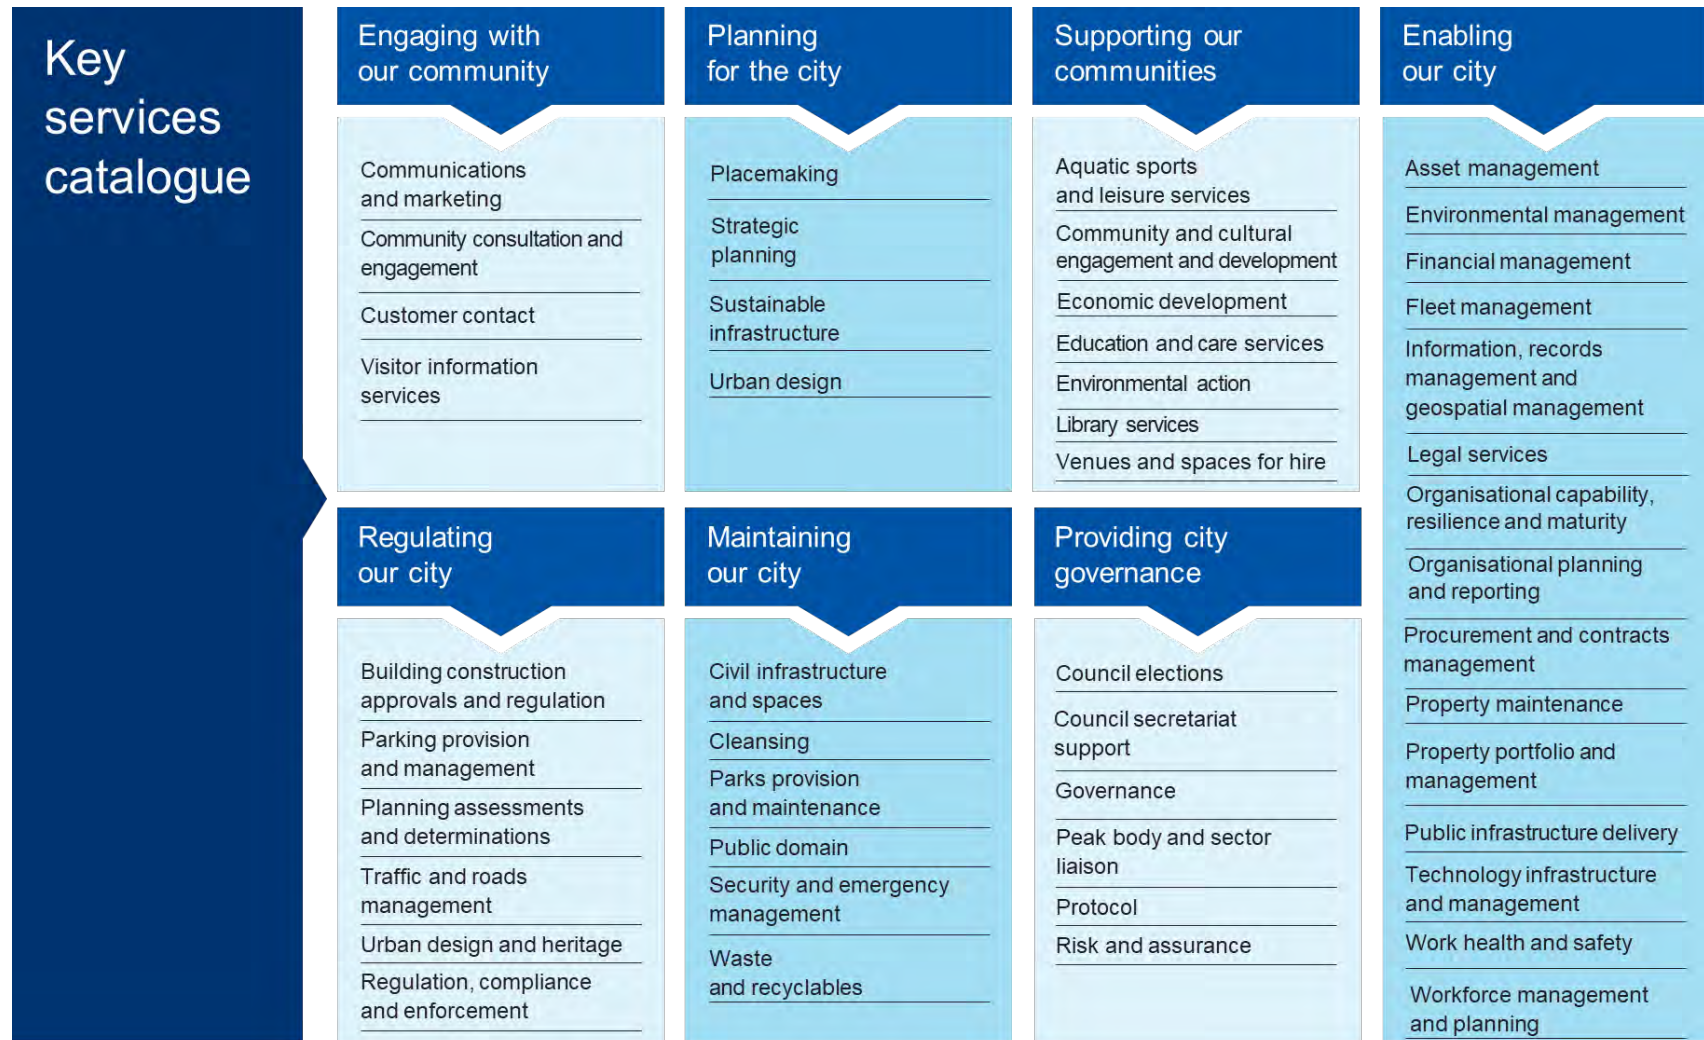 Key
services
catalogue
Engaging with
our community
Communications
and marketing
Community consultation and
engagement
Customer contact
Visitor information
services
Planning
for the city
Placemaking
Strategic
planning
Sustainable
infrastructure
Urban design
Supporting our
communities
Aquatic sports
and leisure services
Community and cultural
engagement and development
Economic development
Education and care services
Environmental action
Library services
Venues and spaces for hire
Enabling
our city
Asset management
Environmental management
Financial management
Fleet management
Information, records
management and
geospatial management
Legal services
Organisational capability,
resilience and maturity
Organisational planning
and reporting
Procurement and contracts
management
Property maintenance
Property portfolio and
management
Public infrastructure delivery
Technology infrastructure
and management
Work health and safety
Workforce management
and planning
Regulating
our city
Building construction
approvals and regulation
Parking provision
and management
Planning assessments
and determinations
Traffic and roads
management
Urban design and heritage
Regulation, compliance
and enforcement
Maintaining
our city
Civil infrastructure
and spaces
Cleansing
Parks provision
and maintenance
Public domain
Security and emergency
management
Waste
and recyclables
Providing city
governance
Council elections
Council secretariat
support
Governance
Peak body and sector
liaison
Protocol
Risk and assurance